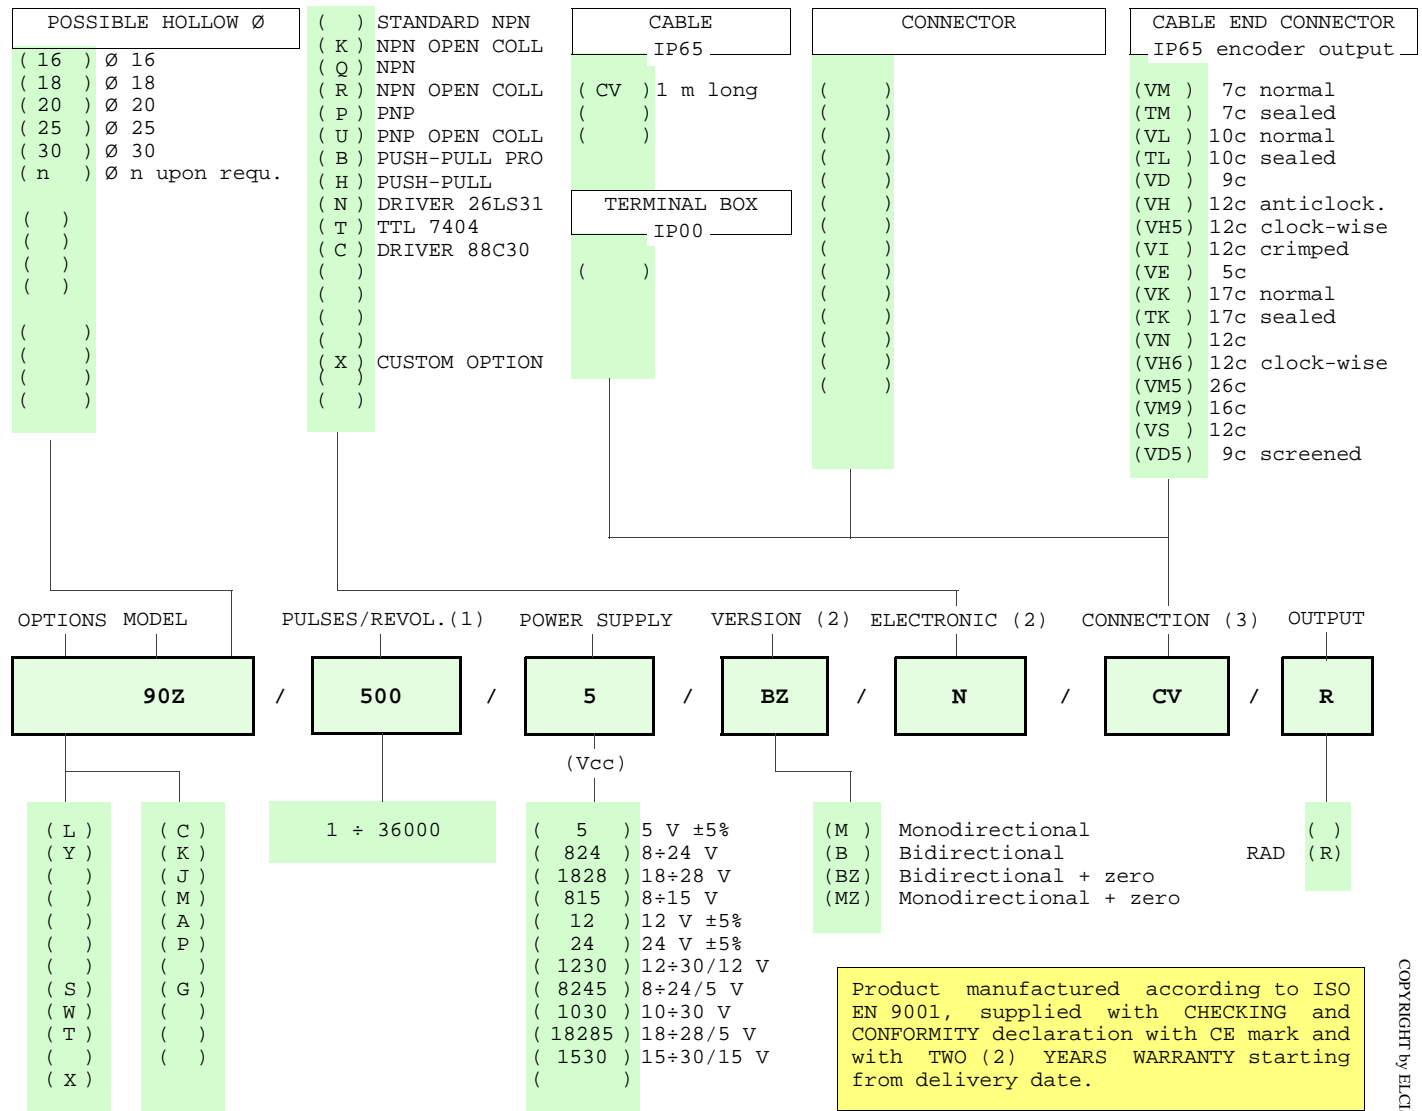 POSSIBLE HOLLOW Ø
( 16 ) Ø 16
( 18 ) Ø 18
( 20 ) Ø 20
( 25 ) Ø 25
( 30 ) Ø 30
( n ) Ø n upon requ.
( )
( )
( )
( )
( )
( )
( )
( )
( ) STANDARD NPN
( K ) NPN OPEN COLL
( Q ) NPN
( R ) NPN OPEN COLL
( P ) PNP
( U ) PNP OPEN COLL
( B ) PUSH-PULL PRO
( H ) PUSH-PULL
( N ) DRIVER 26LS31
( T ) TTL 7404
( C ) DRIVER 88C30
( )
( )
( )
( )
( X ) CUSTOM OPTION
( )
( )
CABLE
IP65
( CV ) 1 m long
( )
( )
TERMINAL BOX
IP00
( )
CONNECTOR
( )
( )
( )
( )
( )
( )
( )
( )
( )
( )
( )
( )
( )
( )
CABLE END CONNECTOR
IP65 encoder output
(VM ) 7c normal
(TM ) 7c sealed
(VL ) 10c normal
(TL ) 10c sealed
(VD ) 9c
(VH ) 12c anticlock.
(VH5) 12c clock-wise
(VI ) 12c crimped
(VE ) 5c
(VK ) 17c normal
(TK ) 17c sealed
(VN ) 12c
(VH6) 12c clock-wise
(VM5) 26c
(VM9) 16c
(VS ) 12c
(VD5) 9c screened
OPTIONS MODEL PULSES/REVOL.(1) POWER SUPPLY VERSION (2) ELECTRONIC (2) CONNECTION (3) OUTPUT
90Z / 500 / 5 / BZ / N / CV / R
(Vcc)
( L )
( Y )
( )
( )
( )
( )
( )
( S )
( W )
( T )
( )
( X )
( C )
( K )
( J )
( M )
( A )
( P )
( )
( G )
( )
( )
( )
1 ÷ 36000
( 5 ) 5 V ±5%
( 824 ) 8÷24 V
( 1828 ) 18÷28 V
( 815 ) 8÷15 V
( 12 ) 12 V ±5%
( 24 ) 24 V ±5%
( 1230 ) 12÷30/12 V
( 8245 ) 8÷24/5 V
( 1030 ) 10÷30 V
( 18285 ) 18÷28/5 V
( 1530 ) 15÷30/15 V
( )
(M ) Monodirectional
(B ) Bidirectional
(BZ) Bidirectional + zero
(MZ) Monodirectional + zero
( )
RAD (R)
Product manufactured according to ISO
EN 9001, supplied with CHECKING and
CONFORMITY declaration with CE mark and
with TWO (2) YEARS WARRANTY starting
from delivery date.
COPYRIGHT by ELCI